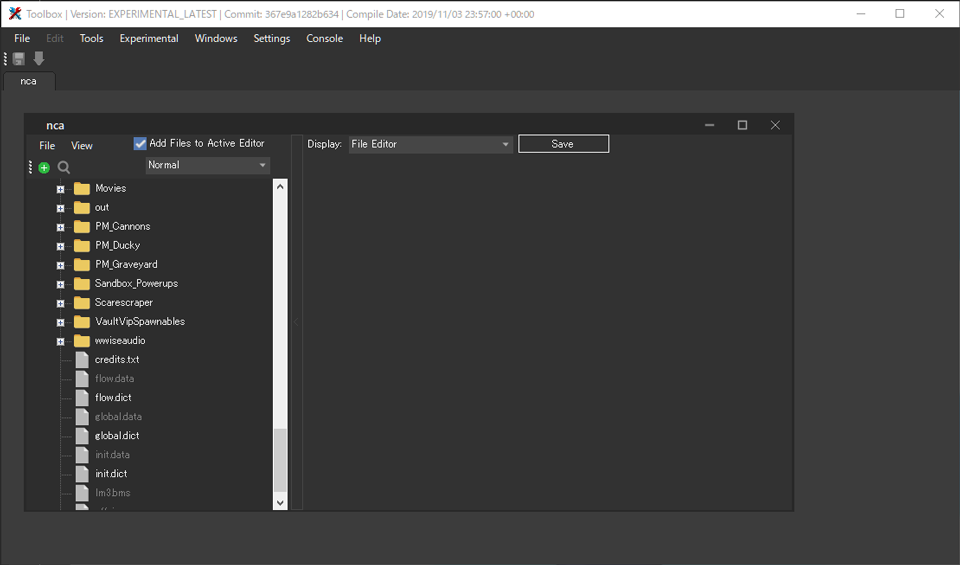 Toolbox | Version: EXPERIMENTAL_LATEST | Commit: 367e9a1282b634 | Compile Date: 2019/11/03 23:57:00 +00:00
File Edit Tools Experimental Windows Settings Console Help
nca
nca
File View
Add Files to Active Editor
Normal
Display: File Editor
Save
Movies
out
PM_Cannons
PM_Ducky
PM_Graveyard
Sandbox_Powerups
Scarescraper
VaultVipSpawnables
wwiseaudio
credits.txt
flow.data
flow.dict
global.data
global.dict
init.data
init.dict
lm3.bms